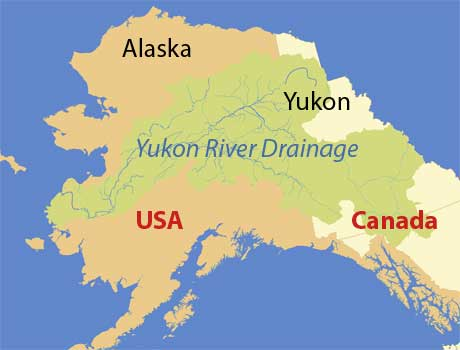 Alaska
Yukon
Yukon River Drainage
USA
Canada